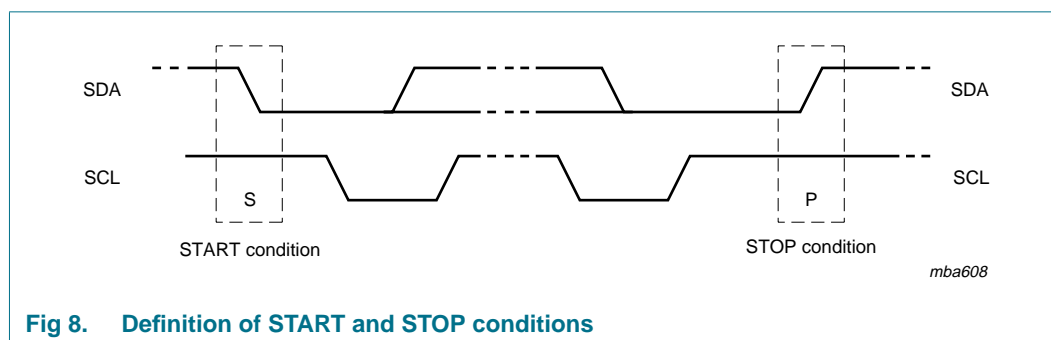 SDA
SDA
SCL
SCL
S
P
START condition
STOP condition
mba608
Fig 8. Definition of START and STOP conditions